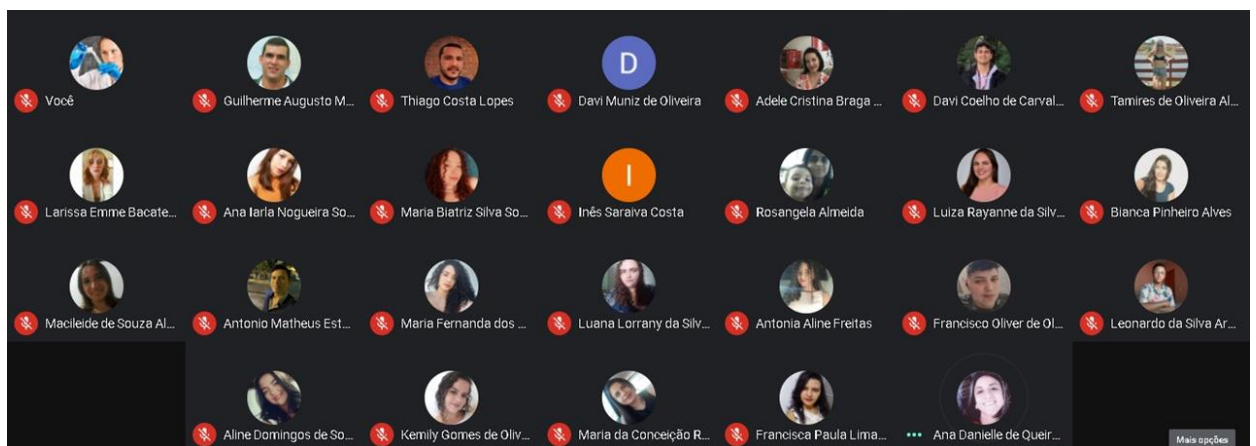 Você
Guilherme Augusto M...
Thiago Costa Lopes
D
Davi Muniz de Oliveira
Adele Cristina Braga ...
Davi Coelho de Carval...
Tamires de Oliveira Al...
Larissa Emme Bacate...
Ana Iarla Nogueira So...
Maria Biatriz Silva So...
I
Inês Saraiva Costa
Rosangela Almeida
Luiza Rayanne da Silv...
Bianca Pinheiro Alves
Macileide de Souza Al...
Antonio Matheus Est...
Maria Fernanda dos ...
Luana Lorrany da Silv...
Antonia Aline Freitas
Francisco Oliver de Ol...
Leonardo da Silva Ar...
Aline Domingos de So...
Kemily Gomes de Oliv...
Maria da Conceição R...
Francisca Paula Lima...
Ana Danielle de Queir...
Mais opções